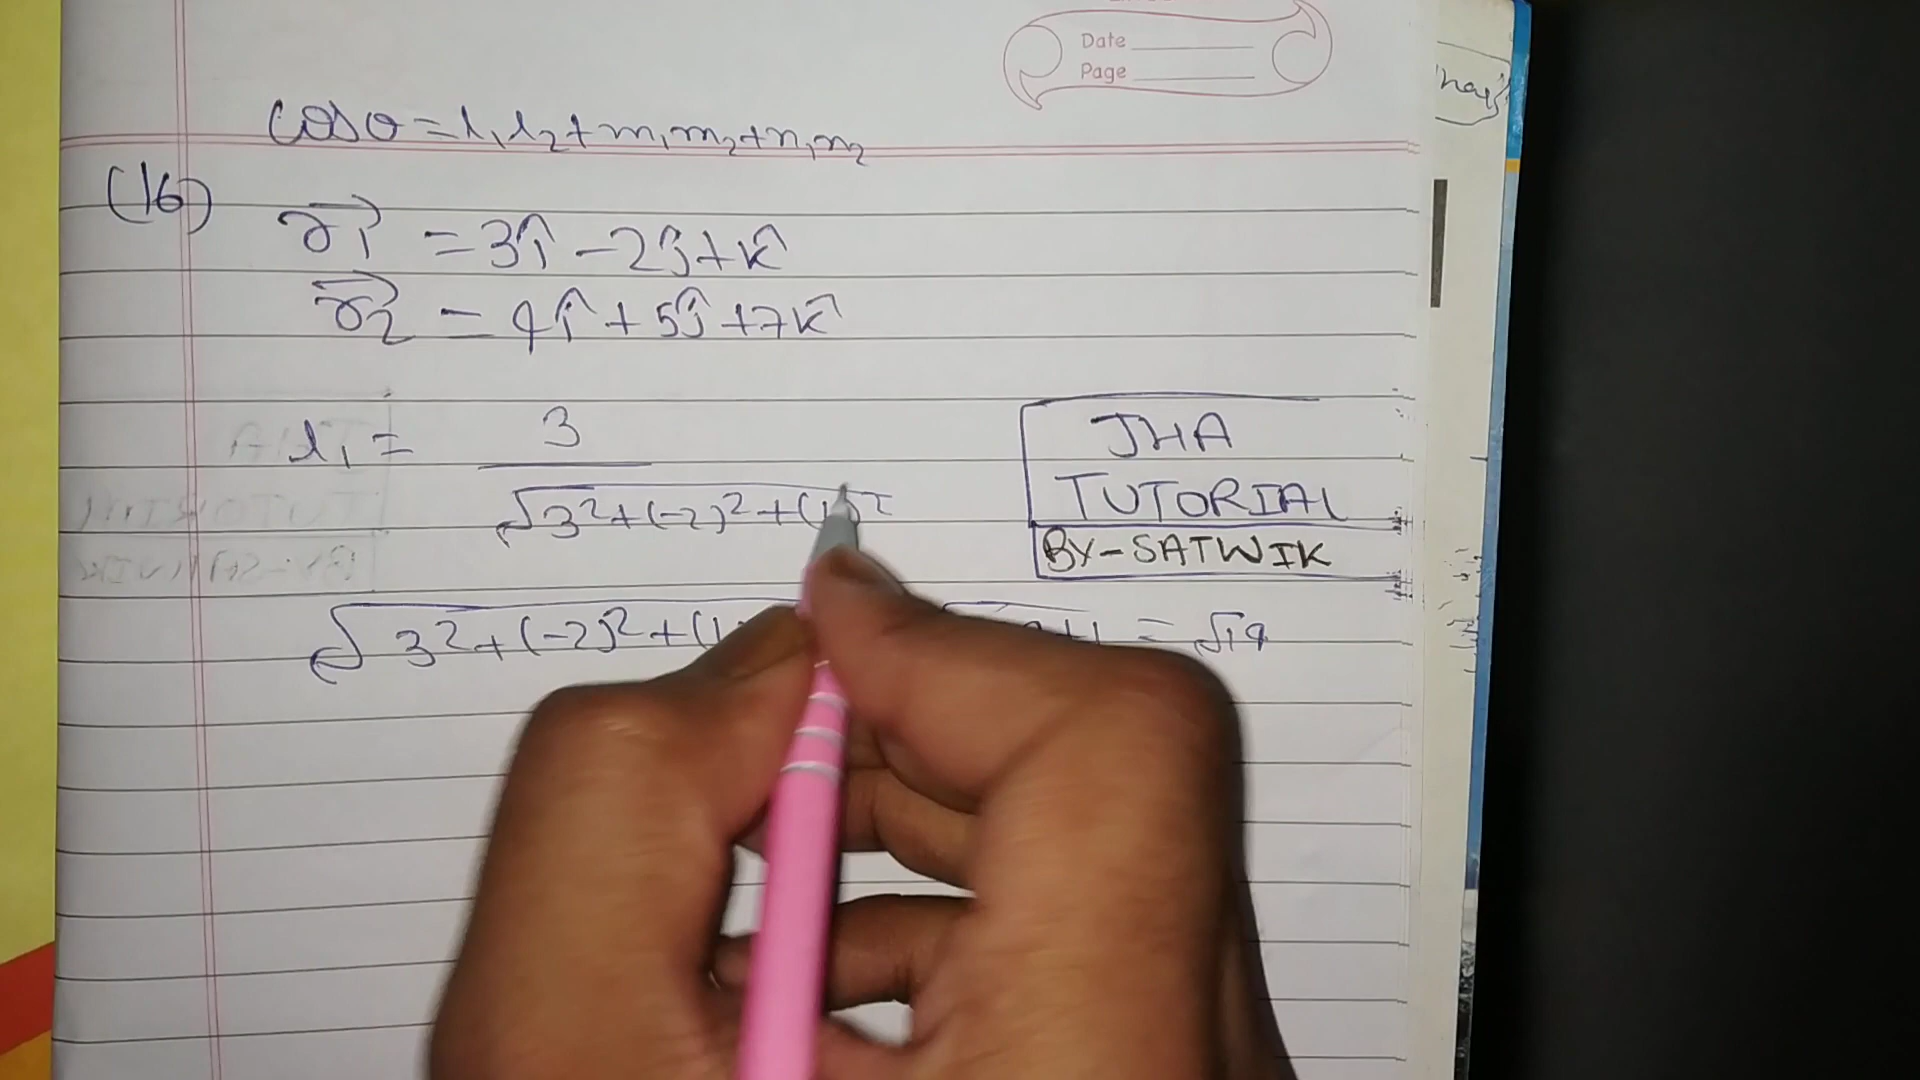 Date
Page
cosθ = l₁l₂ + m₁m₂ + n₁n₂
(16)
r₁⃗ = 3î - 2ĵ + k̂
r₂⃗ = 4î + 5ĵ + 7k̂
l₁ = 3
√3² + (-2)² + (1)²
JHA
TUTORIAL
BY-SATWIK
√3² + (-2)² + (1 +1 = √14